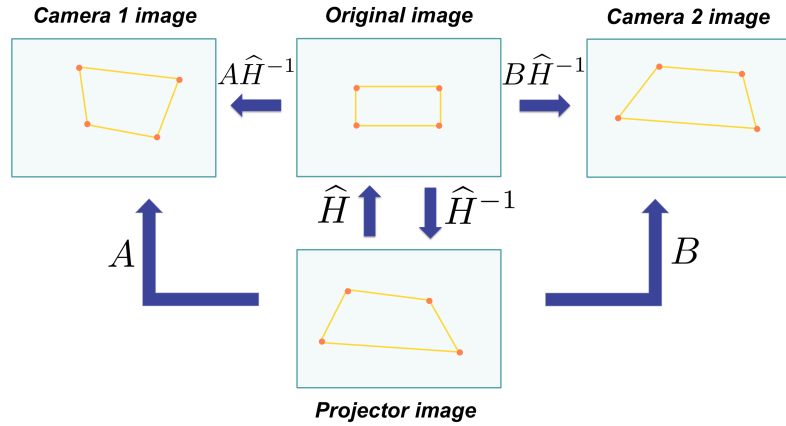 Camera 1 image
Original image
Camera 2 image
AĤ⁻¹
BĤ⁻¹
Ĥ
Ĥ⁻¹
A
B
Projector image